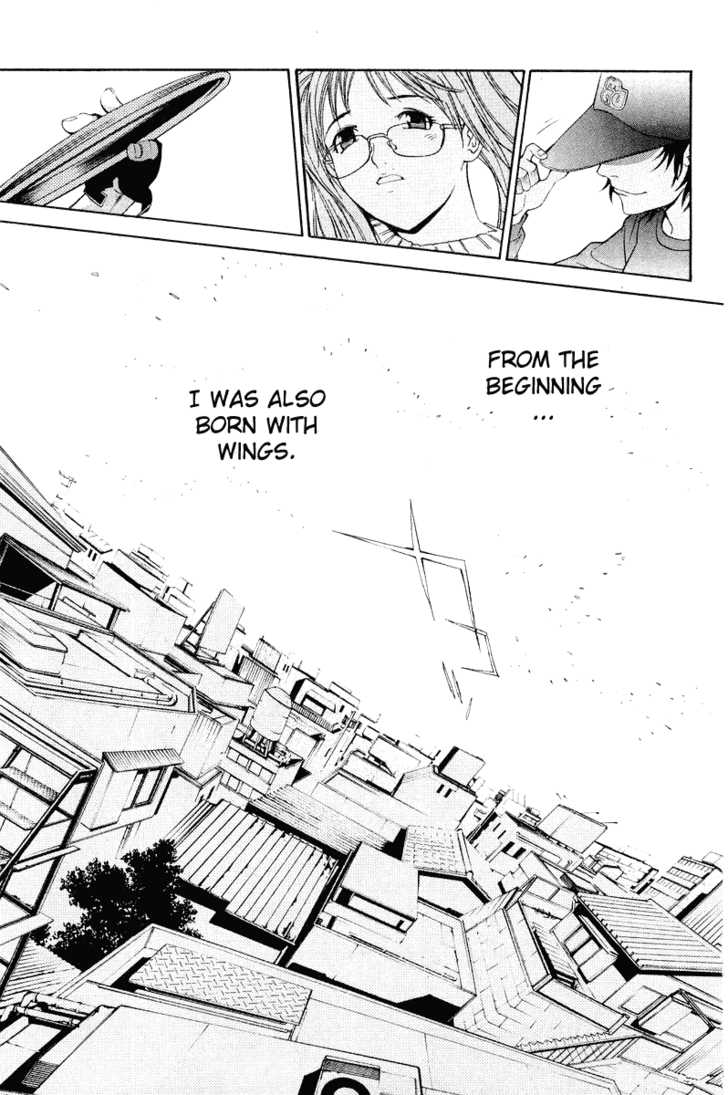 FROM THE
BEGINNING
...
I WAS ALSO
BORN WITH
WINGS.